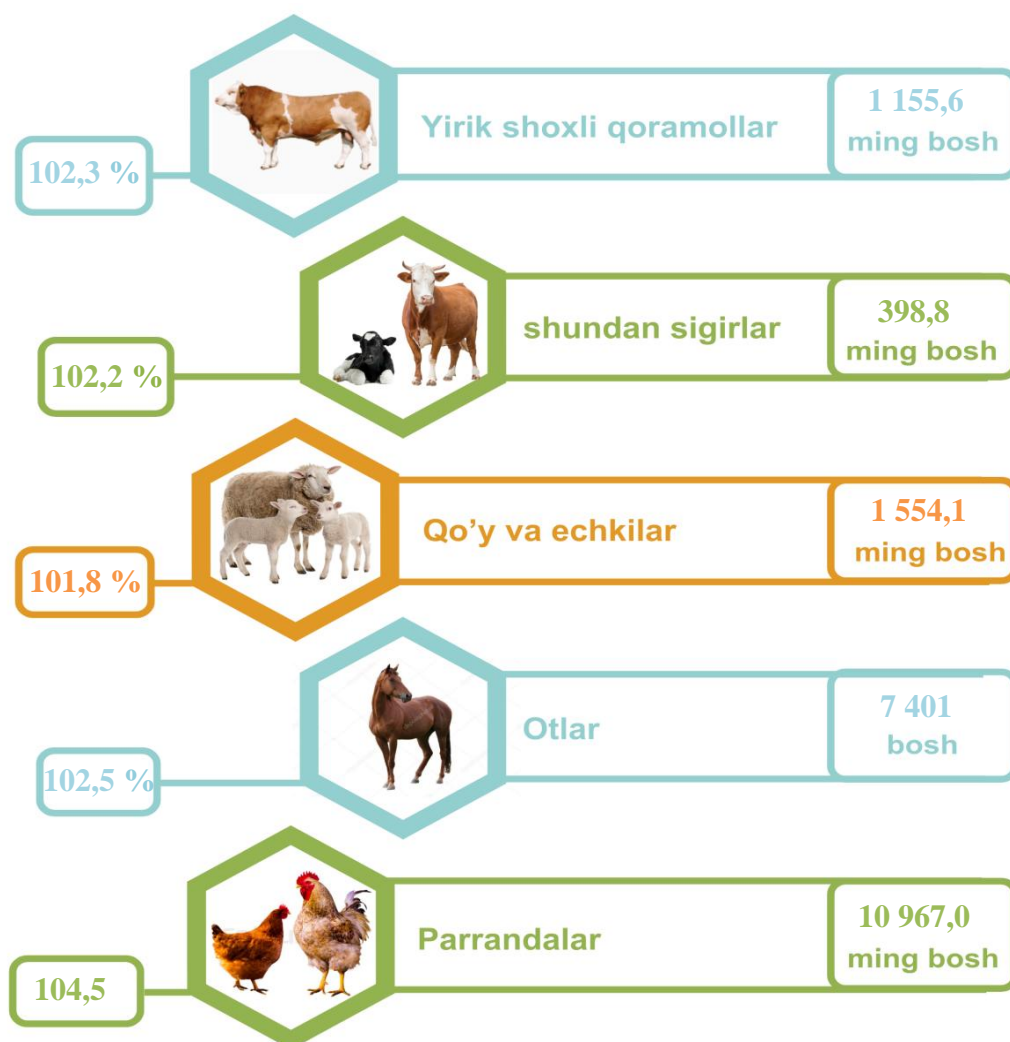 Yirik shoxli qoramollar
1 155,6
ming bosh
102,3 %
shundan sigirlar
398,8
ming bosh
102,2 %
Qo’y va echkilar
1 554,1
ming bosh
101,8 %
Otlar
7 401
bosh
102,5 %
Parrandalar
10 967,0
ming bosh
104,5